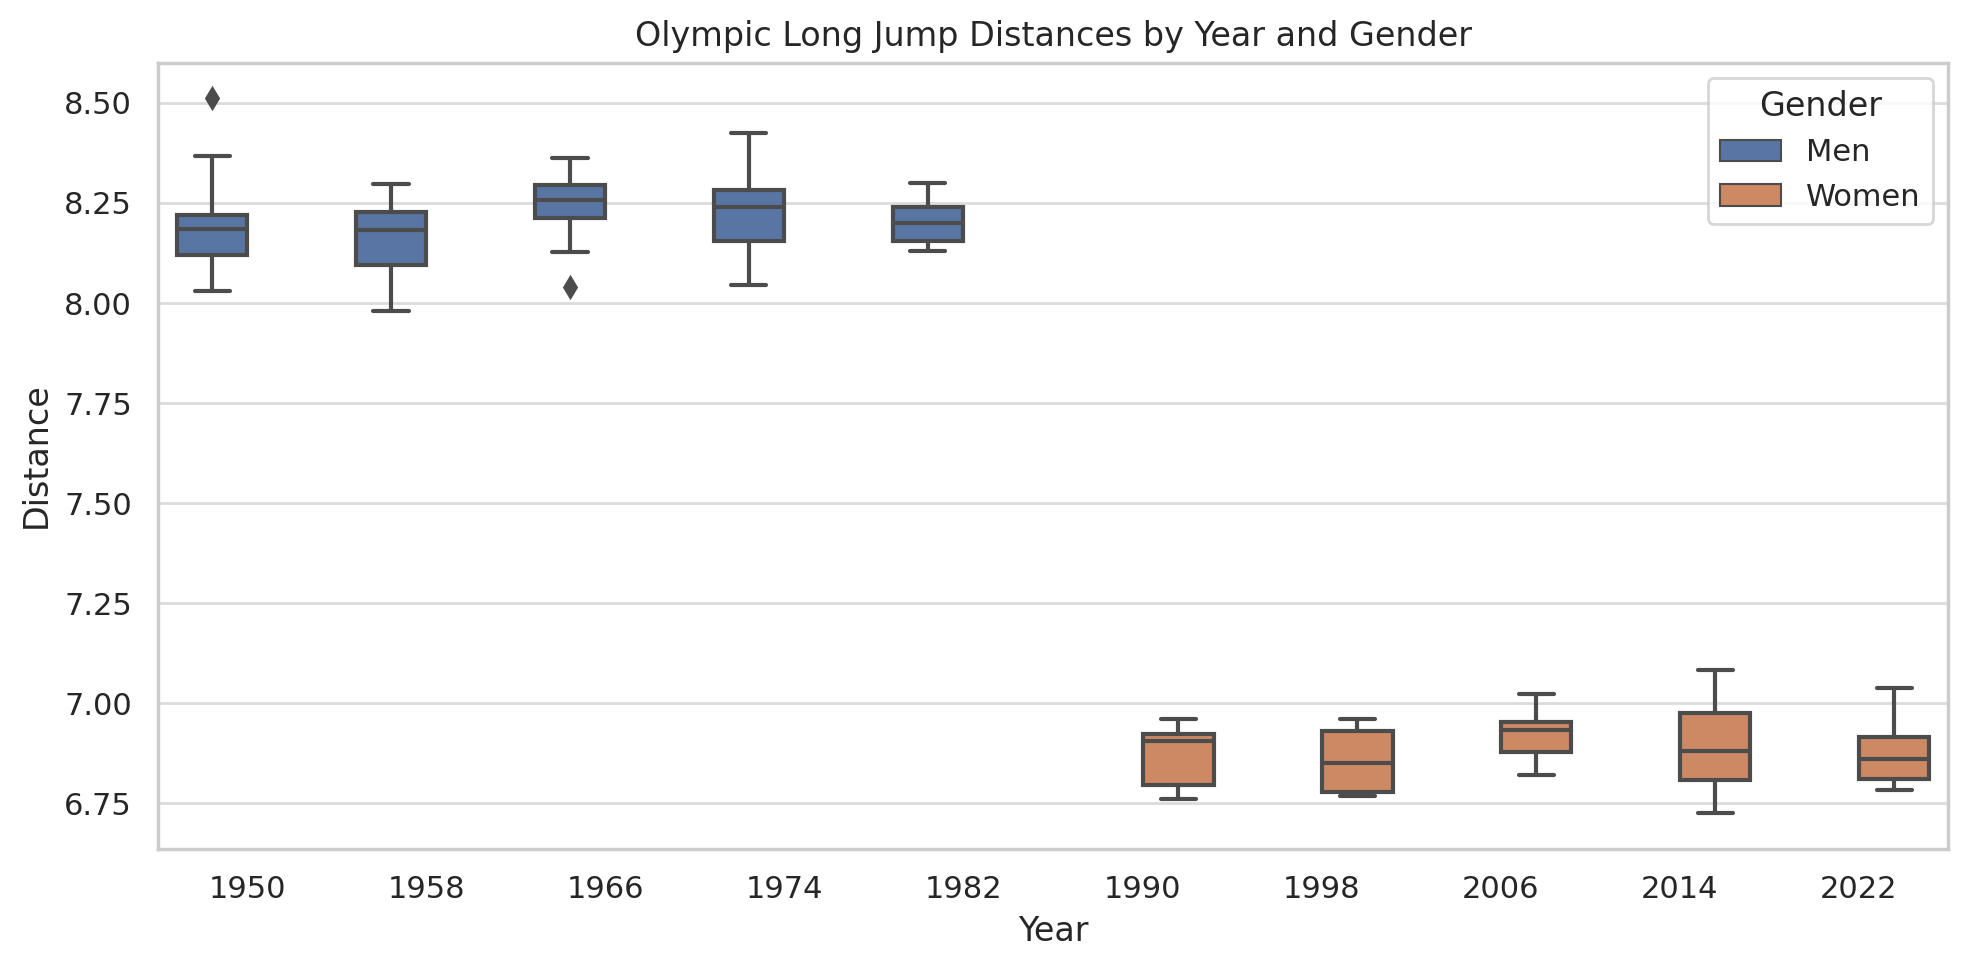 Olympic Long Jump Distances by Year and Gender
Gender
Men
Women
Distance
8.50
8.25
8.00
7.75
7.50
7.25
7.00
6.75
1950 1958 1966 1974 1982 1990 1998 2006 2014 2022
Year